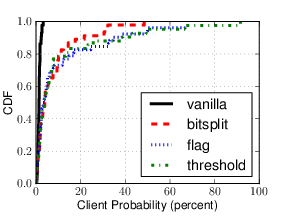 1.0
0.8
0.6
0.4
0.2
0.0
CDF
vanilla
bitsplit
flag
threshold
0 20 40 60 80 100
Client Probability (percent)